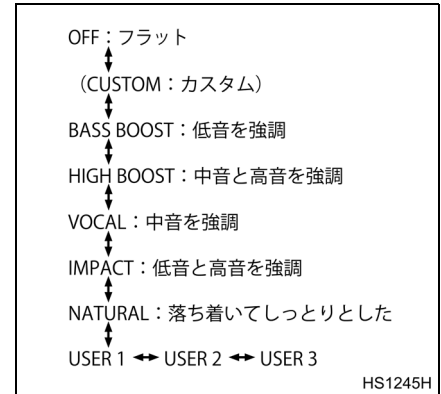 OFF：フラット
（CUSTOM：カスタム）
BASS BOOST：低音を強調
HIGH BOOST：中音と高音を強調
VOCAL：中音を強調
IMPACT：低音と高音を強調
NATURAL：落ち着いてしっとりとした
USER 1 ↔ USER 2 ↔ USER 3
HS1245H